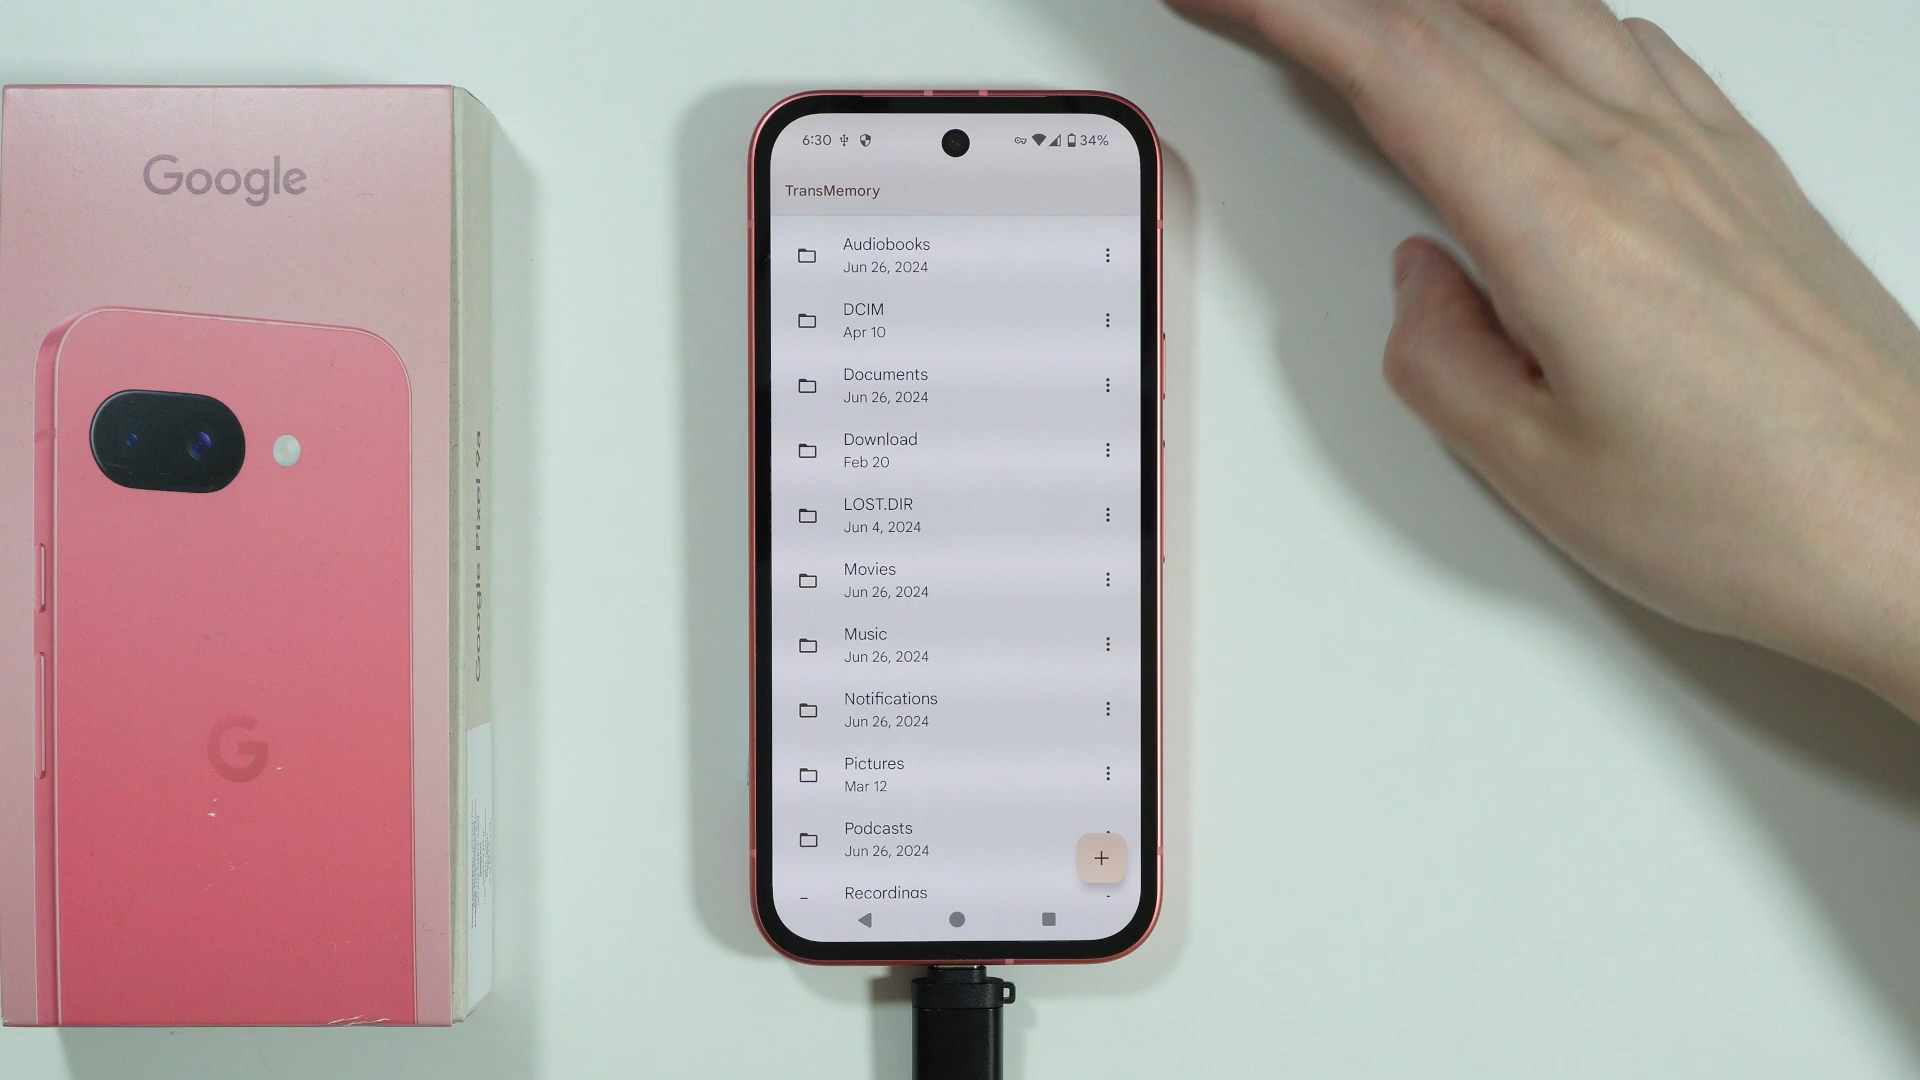 Google
Google Pixel 9a
6:30
34%
TransMemory
Audiobooks
Jun 26, 2024
DCIM
Apr 10
Documents
Jun 26, 2024
Download
Feb 20
LOST.DIR
Jun 4, 2024
Movies
Jun 26, 2024
Music
Jun 26, 2024
Notifications
Jun 26, 2024
Pictures
Mar 12
Podcasts
Jun 26, 2024
Recordings